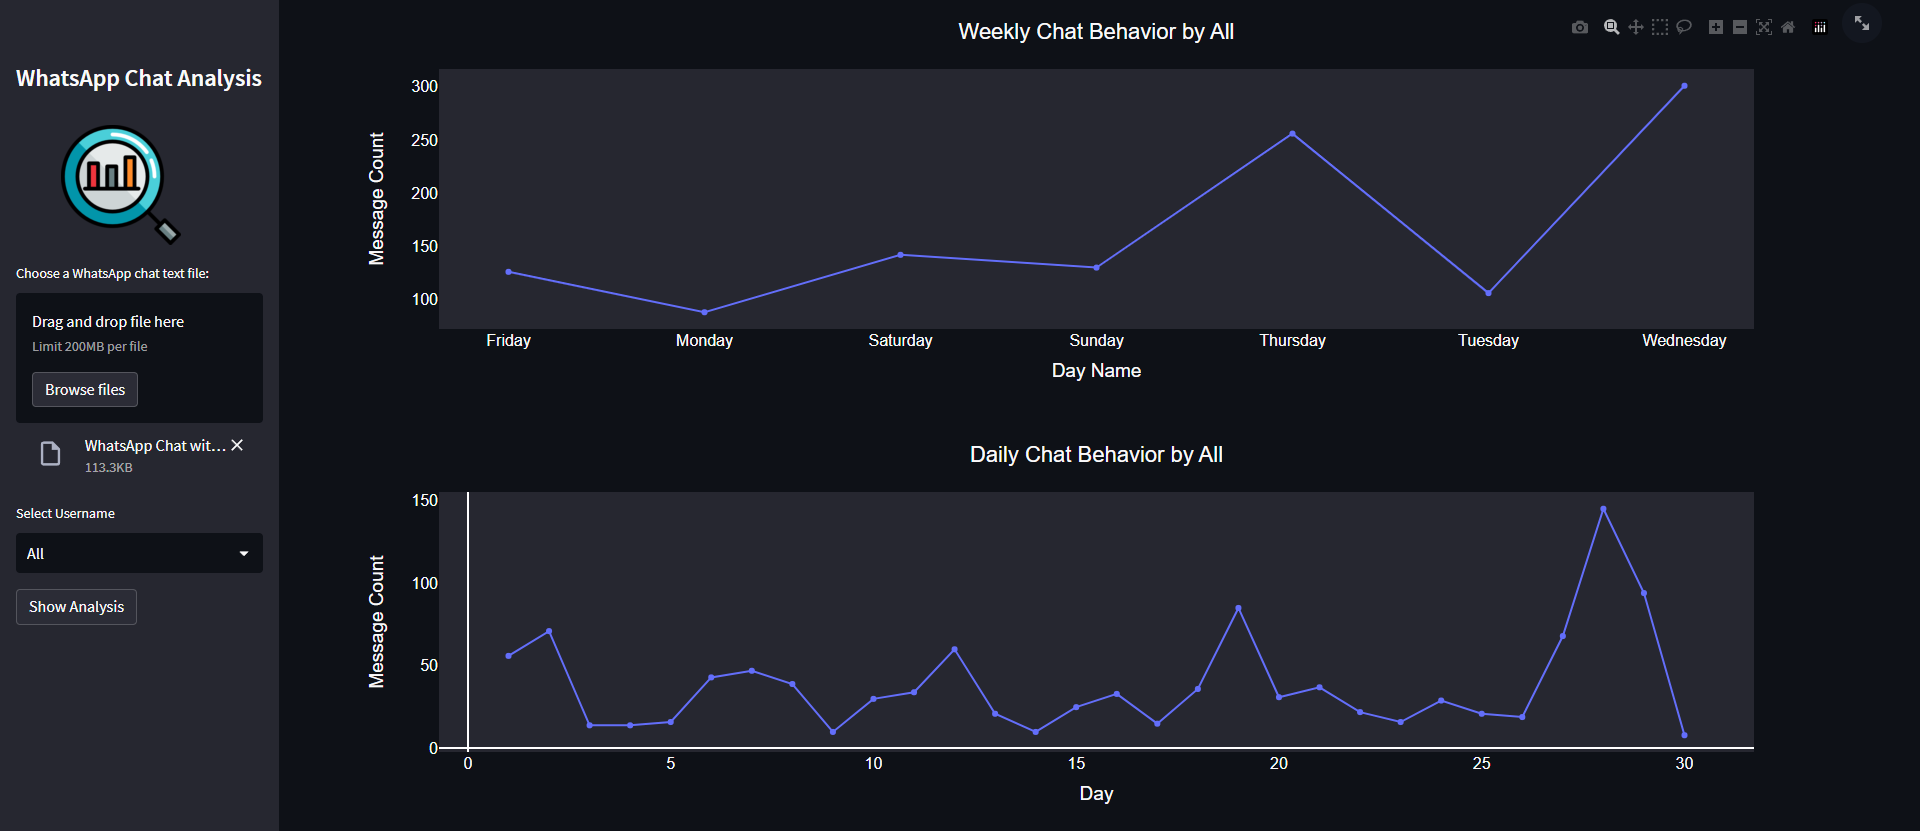 WhatsApp Chat Analysis
Choose a WhatsApp chat text file:
Drag and drop file here
Limit 200MB per file
Browse files
WhatsApp Chat wit...
113.3KB
Select Username
All
Show Analysis
Weekly Chat Behavior by All
Message Count
300
250
200
150
100
Friday Monday Saturday Sunday Thursday Tuesday Wednesday
Day Name
Daily Chat Behavior by All
Message Count
150
100
50
0
0 5 10 15 20 25 30
Day